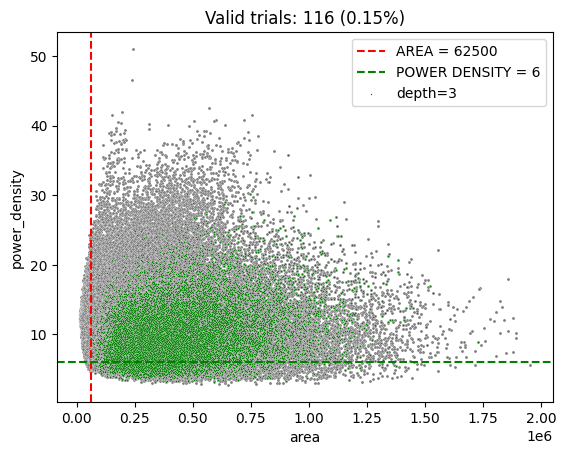 Valid trials: 116 (0.15%)
AREA = 62500
POWER DENSITY = 6
depth=3
power_density
50
40
30
20
10
0.00 0.25 0.50 0.75 1.00 1.25 1.50 1.75 2.00
1e6
area